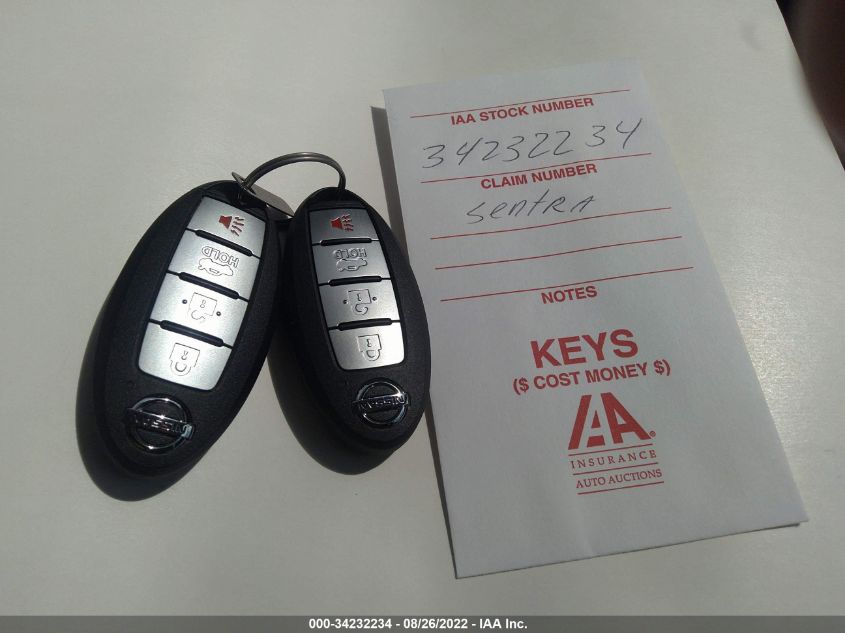 HOLD
HOLD
NISSAN
NISSAN
IAA STOCK NUMBER
34232234
CLAIM NUMBER
sentRA
NOTES
KEYS
($ COST MONEY $)
IAA®
INSURANCE
AUTO AUCTIONS
000-34232234 - 08/26/2022 - IAA Inc.